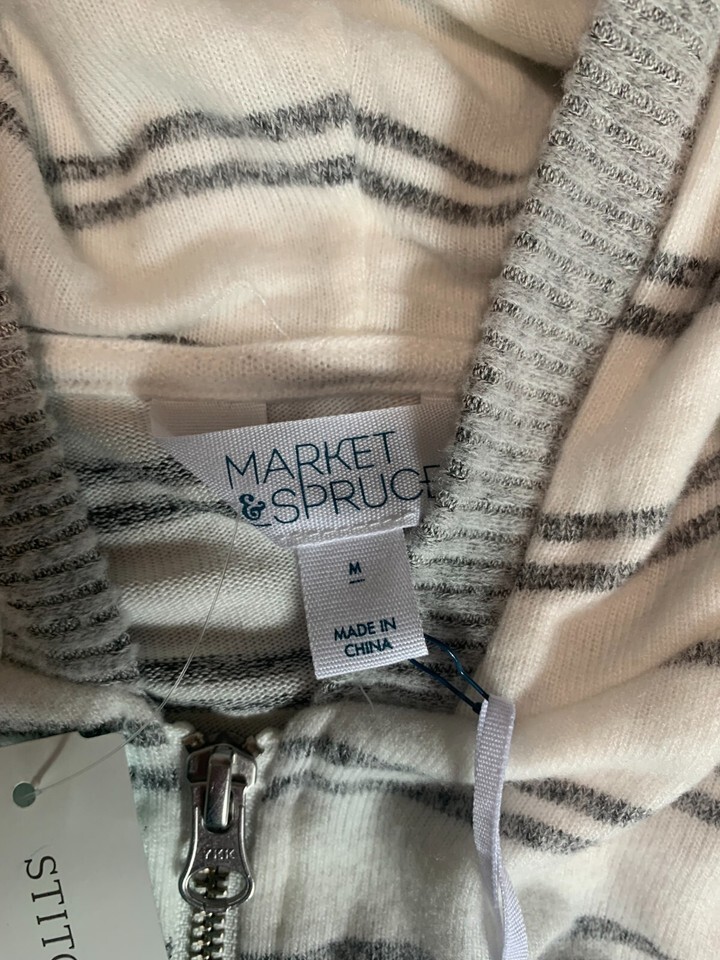 MARKET
& SPRUCE
M
MADE IN
CHINA
YKK
STITC